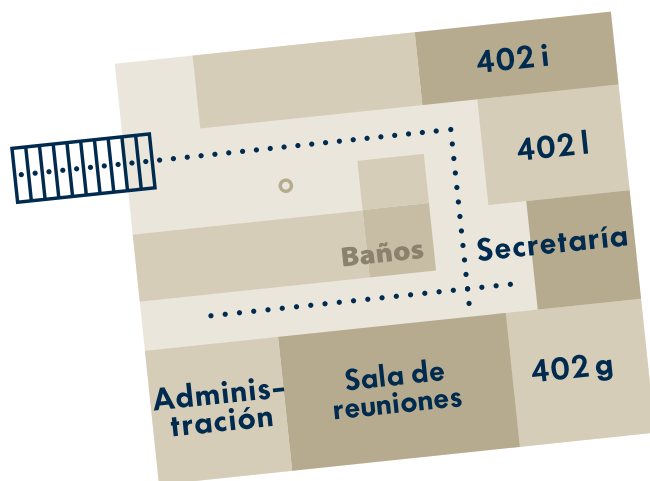 402 i
402 l
Baños
Secretaría
Adminis-
tración
Sala de
reuniones
402 g